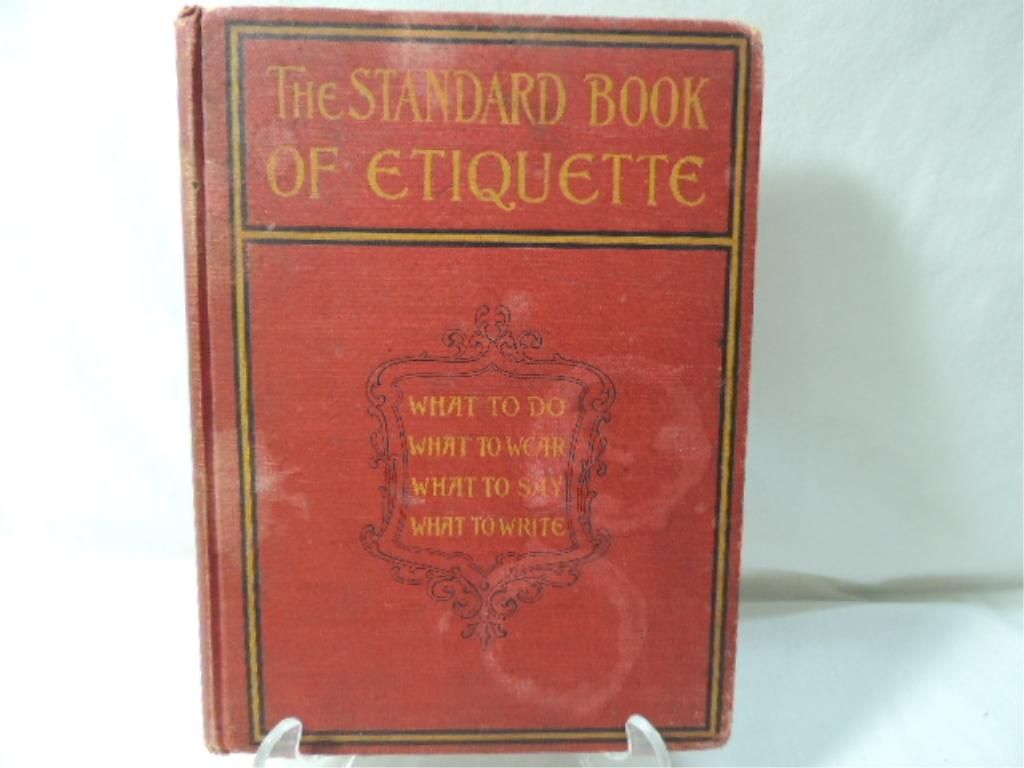 The STANDARD BOOK
OF ETIQUETTE
WHAT TO DO
WHAT TO WEAR
WHAT TO SAY
WHAT TO WRITE